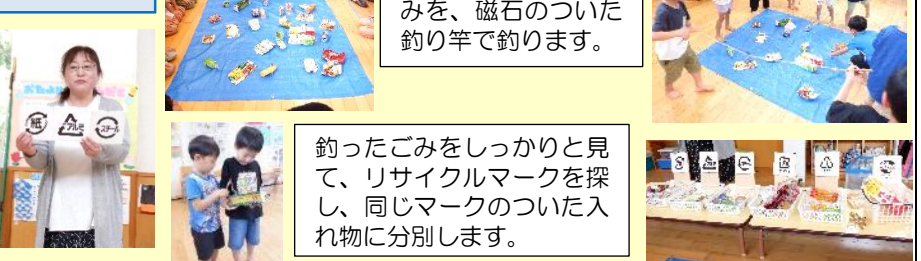 みを、磁石のついた
釣り竿で釣ります。
紙
アルミ
スチール
釣ったごみをしっかりと見
て、リサイクルマークを探
し、同じマークのついた入
れ物に分別します。